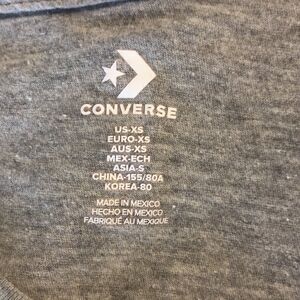 CONVERSE
US-XS
EURO-XS
AUS-XS
MEX-ECH
ASIA-S
CHINA-155/80A
KOREA-80
MADE IN MEXICO
HECHO EN MEXICO
FABRIQUÉ AU MEXIQUE